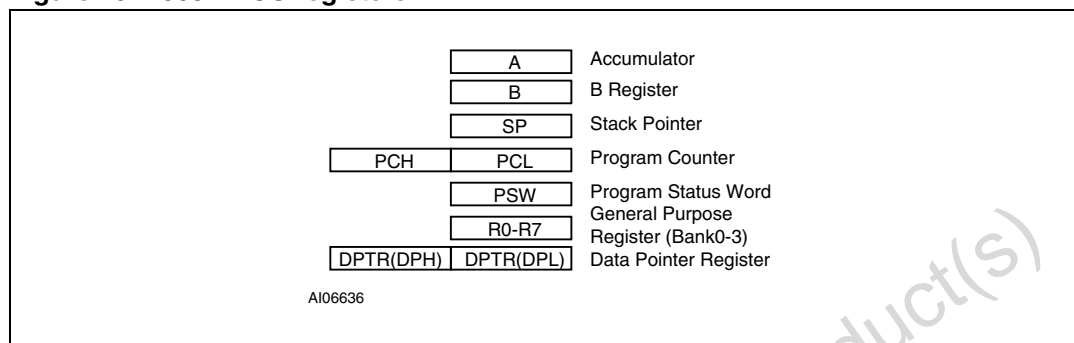 A Accumulator
B B Register
SP Stack Pointer
PCH PCL Program Counter
PSW Program Status Word
R0-R7 General Purpose
Register (Bank0-3)
DPTR(DPH) DPTR(DPL) Data Pointer Register
AI06636